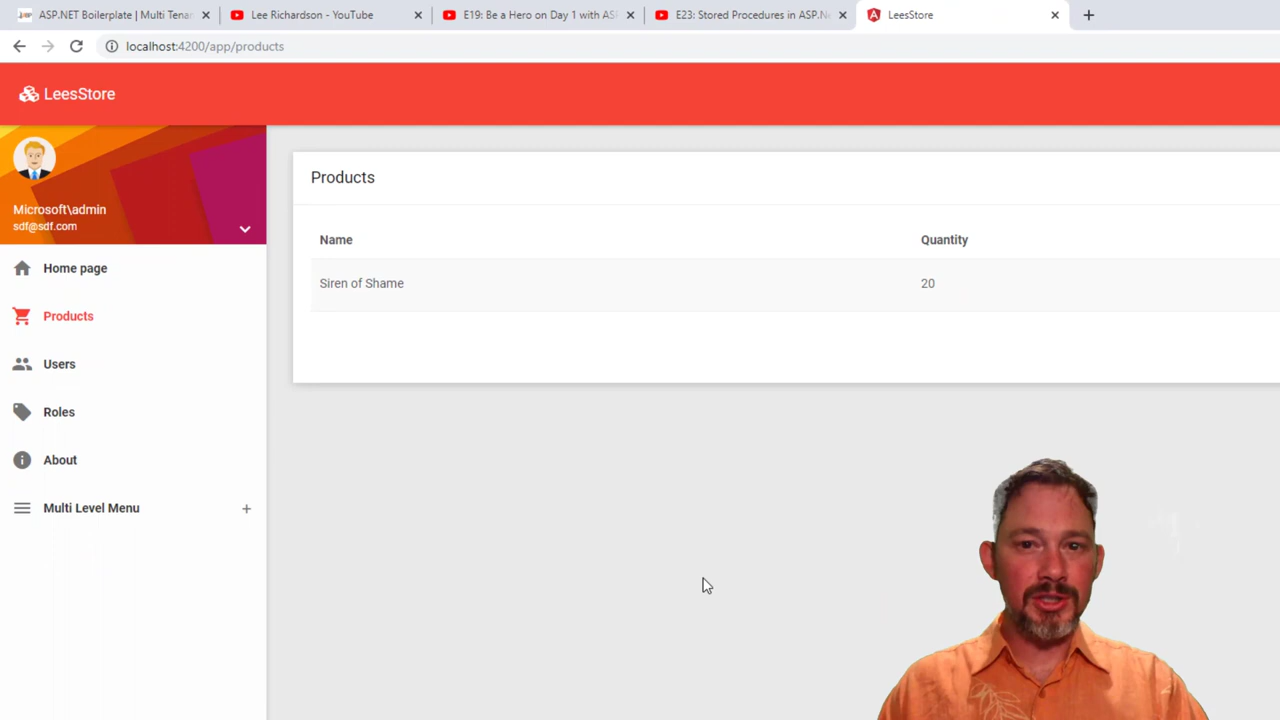 ASP.NET Boilerplate | Multi Tenan
Lee Richardson - YouTube
E19: Be a Hero on Day 1 with ASP
E23: Stored Procedures in ASP.Ne
LeesStore
localhost:4200/app/products
LeesStore
Microsoft\admin
sdf@sdf.com
Home page
Products
Users
Roles
About
Multi Level Menu
Products
Name Quantity
Siren of Shame 20